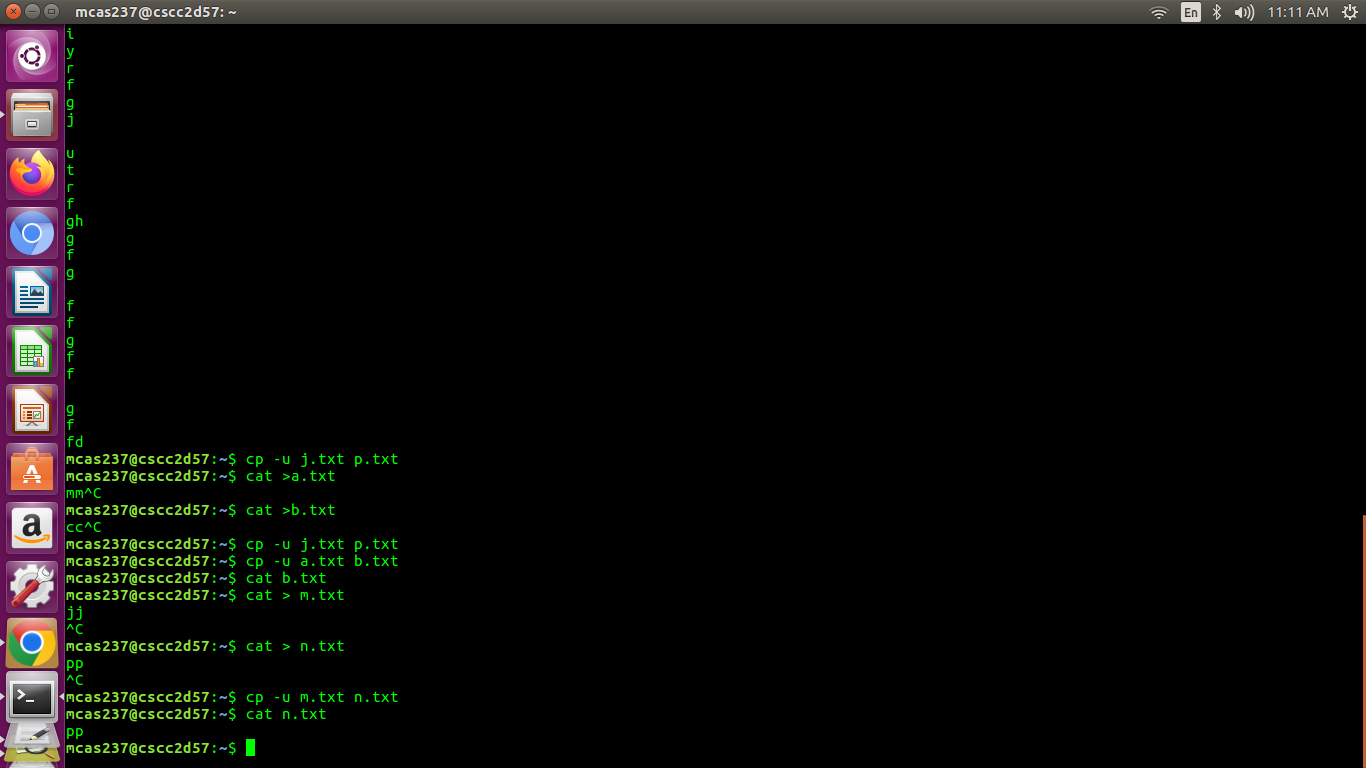 mcas237@cscc2d57: ~
En
11:11 AM
i
y
r
f
g
j
u
t
r
f
gh
g
f
g
f
f
g
f
f
g
f
fd
mcas237@cscc2d57:~$ cp -u j.txt p.txt
mcas237@cscc2d57:~$ cat >a.txt
mm^C
mcas237@cscc2d57:~$ cat >b.txt
cc^C
mcas237@cscc2d57:~$ cp -u j.txt p.txt
mcas237@cscc2d57:~$ cp -u a.txt b.txt
mcas237@cscc2d57:~$ cat b.txt
mcas237@cscc2d57:~$ cat > m.txt
jj
^C
mcas237@cscc2d57:~$ cat > n.txt
pp
^C
mcas237@cscc2d57:~$ cp -u m.txt n.txt
mcas237@cscc2d57:~$ cat n.txt
pp
mcas237@cscc2d57:~$